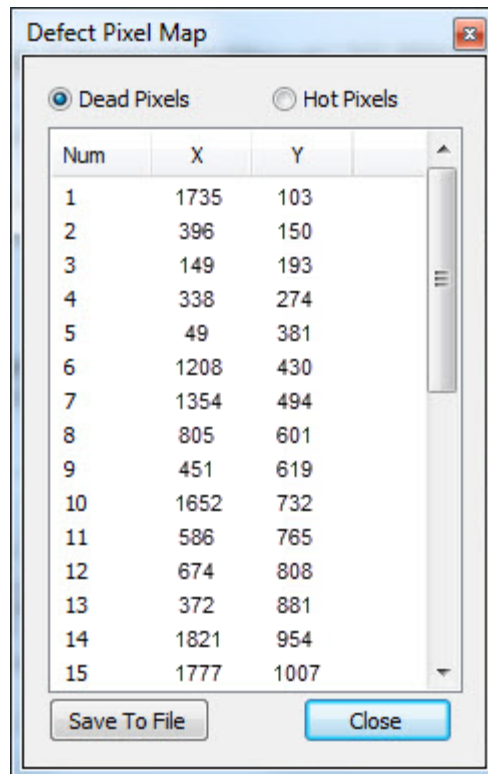 Defect Pixel Map
Dead Pixels Hot Pixels
Num X Y
1 1735 103
2 396 150
3 149 193
4 338 274
5 49 381
6 1208 430
7 1354 494
8 805 601
9 451 619
10 1652 732
11 586 765
12 674 808
13 372 881
14 1821 954
15 1777 1007
Save To File Close